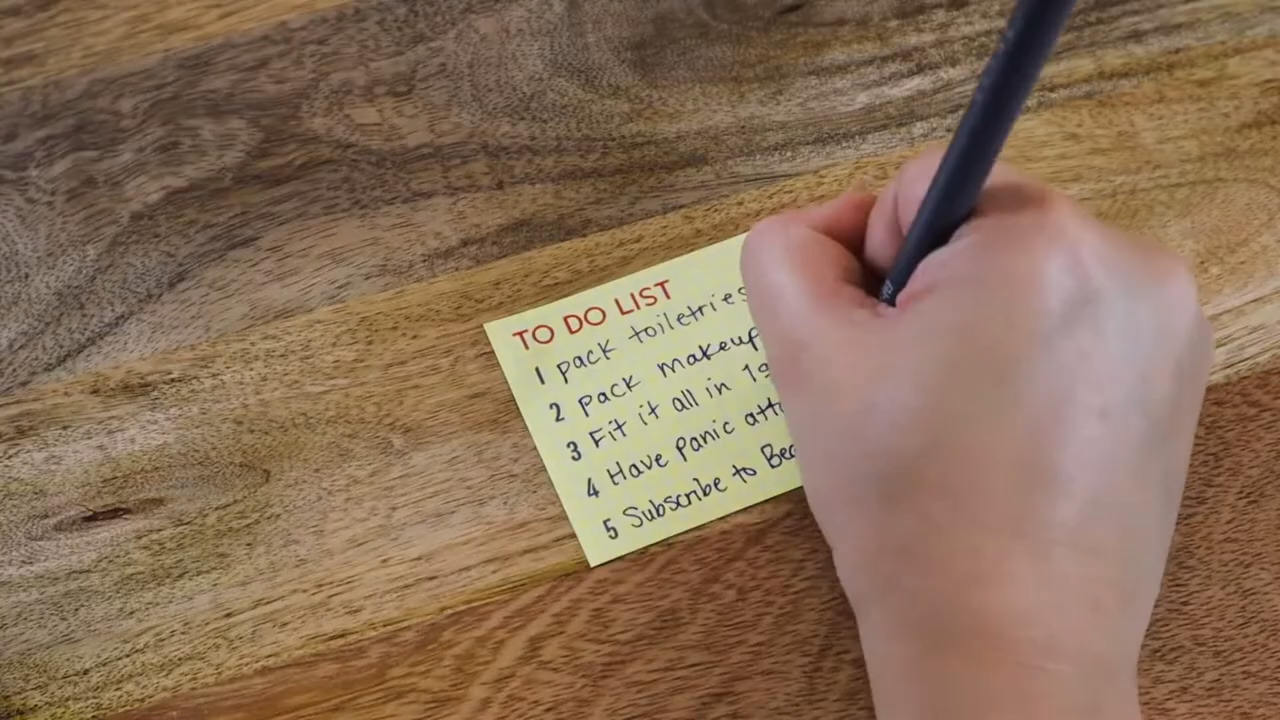 TO DO LIST
1 pack toiletries
2 pack makeup
3 Fit it all in
4 Have panic
5 Subscribe to